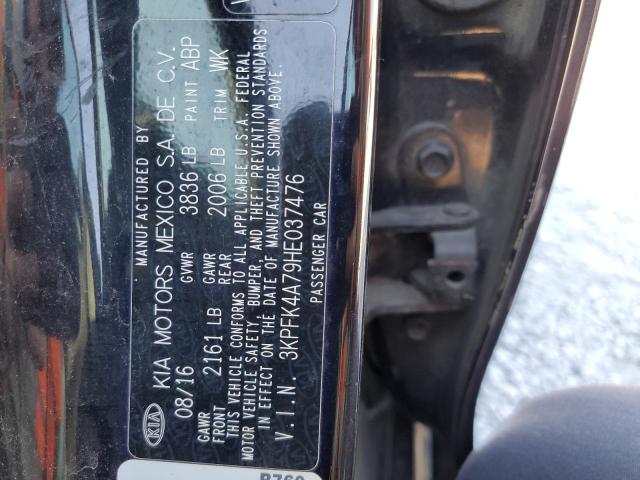 KIA
MANUFACTURED BY
KIA MOTORS MEXICO S.A. DE C.V.
08/16 GVWR 3836 LB PAINT ABP
GAWR FRONT 2161 LB GAWR REAR 2006 LB TRIM WK
THIS VEHICLE CONFORMS TO ALL APPLICABLE U.S.A. FEDERAL
MOTOR VEHICLE SAFETY, BUMPER, AND THEFT PREVENTION STANDARDS
IN EFFECT ON THE DATE OF MANUFACTURE SHOWN ABOVE.
V.I.N. 3KPFK4A79HE037476
PASSENGER CAR